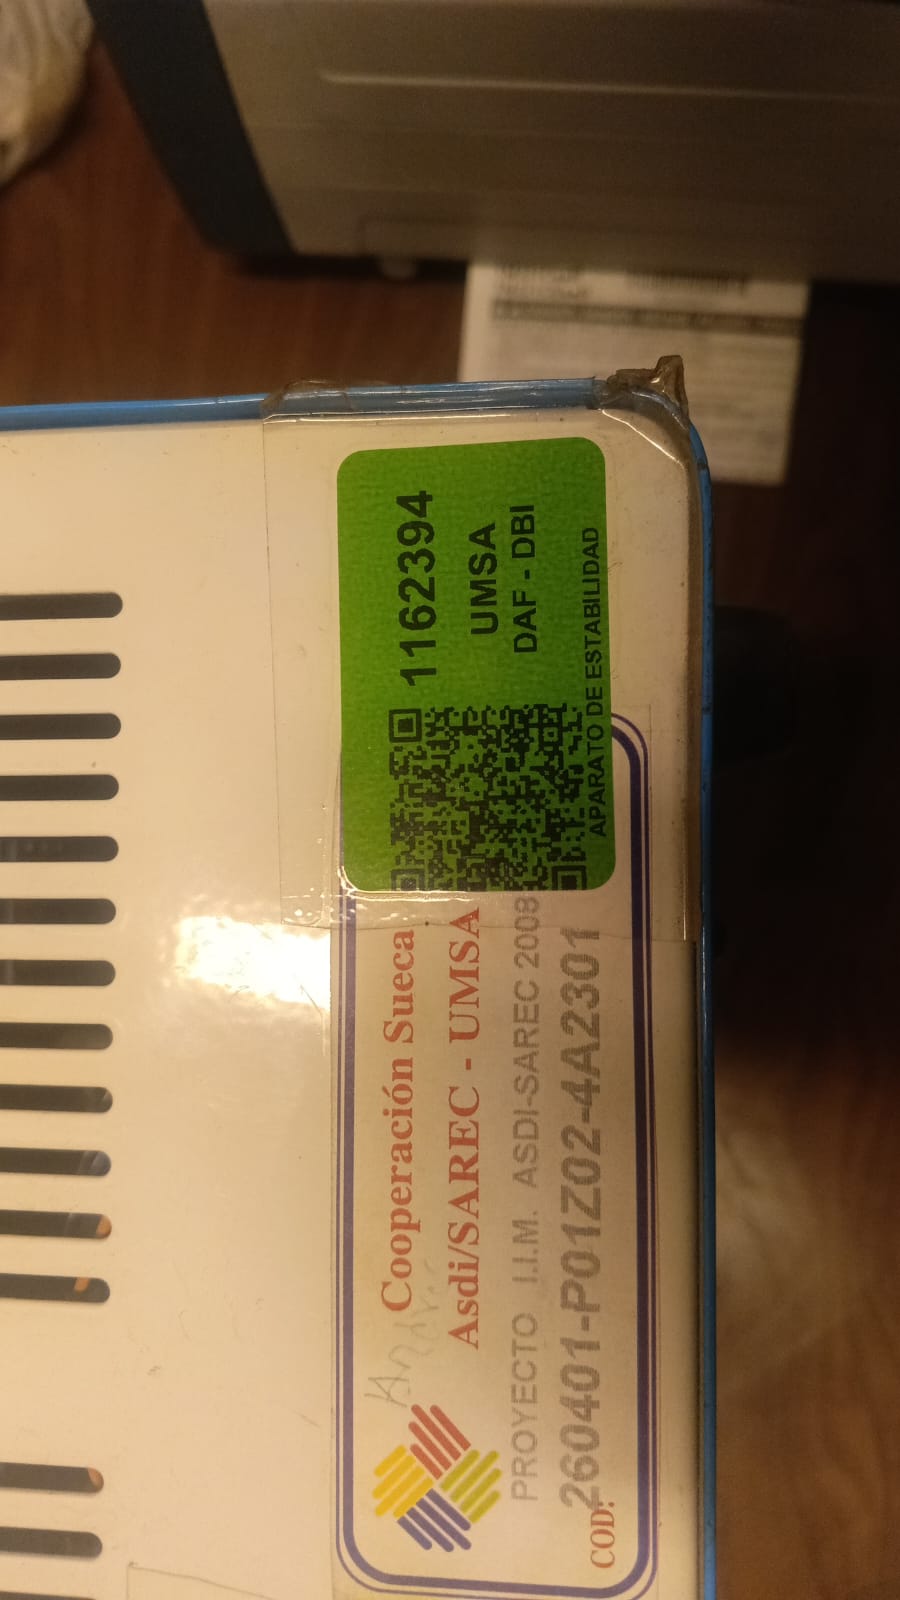 1162394
UMSA
DAF - DBI
APARATO DE ESTABILIDAD
Cooperación Sueca
Asdi/SAREC - UMSA
PROYECTO I.I.M. ASDI-SAREC 2008
COD: 260401-P01Z02-4A2301